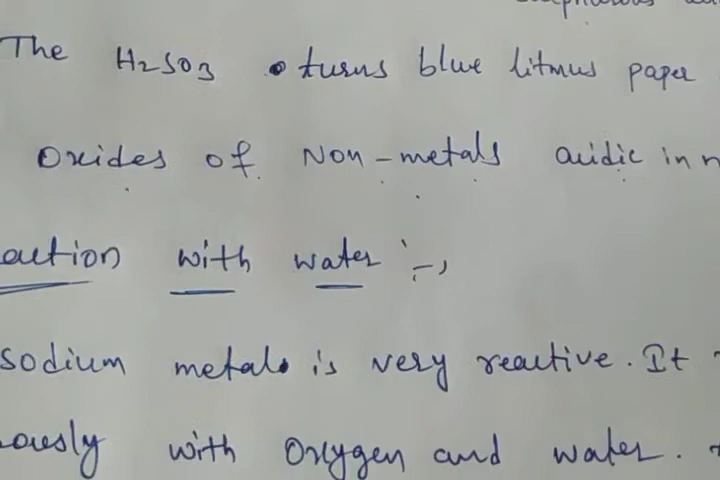 The H2SO3 turns blue litmus paper
Oxides of Non-metals acidic in n
action with water :-,
sodium metal is very reactive. It
ously with Oxygen and water.